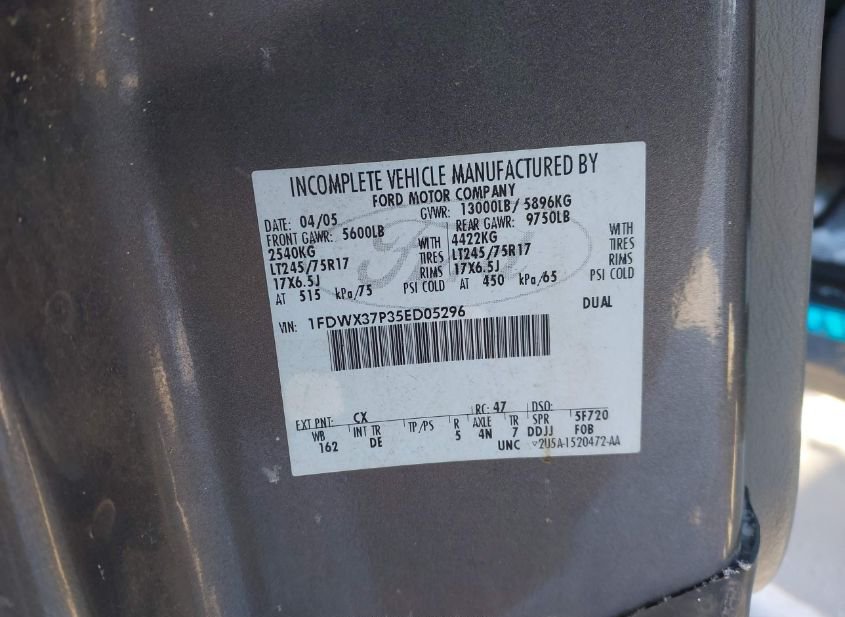 INCOMPLETE VEHICLE MANUFACTURED BY
FORD MOTOR COMPANY
DATE: 04/05 GVWR: 13000LB/ 5896KG
FRONT GAWR: 5600LB REAR GAWR: 9750LB
2540KG WITH 4422KG WITH
LT245/75R17 TIRES LT245/75R17 TIRES
17X6.5J RIMS 17X6.5J RIMS
AT 515 kPa/75 PSI COLD AT 450 kPa/65 PSI COLD
DUAL
VIN: 1FDWX37P35ED05296
EXT PNT: CX RC: 47 DSO:
WB INT TR TP/PS R AXLE TR SPR 5F720
162 DE 5 4N 7 DDJJ FOB
UNC ▽2U5A-1520472-AA
Ford